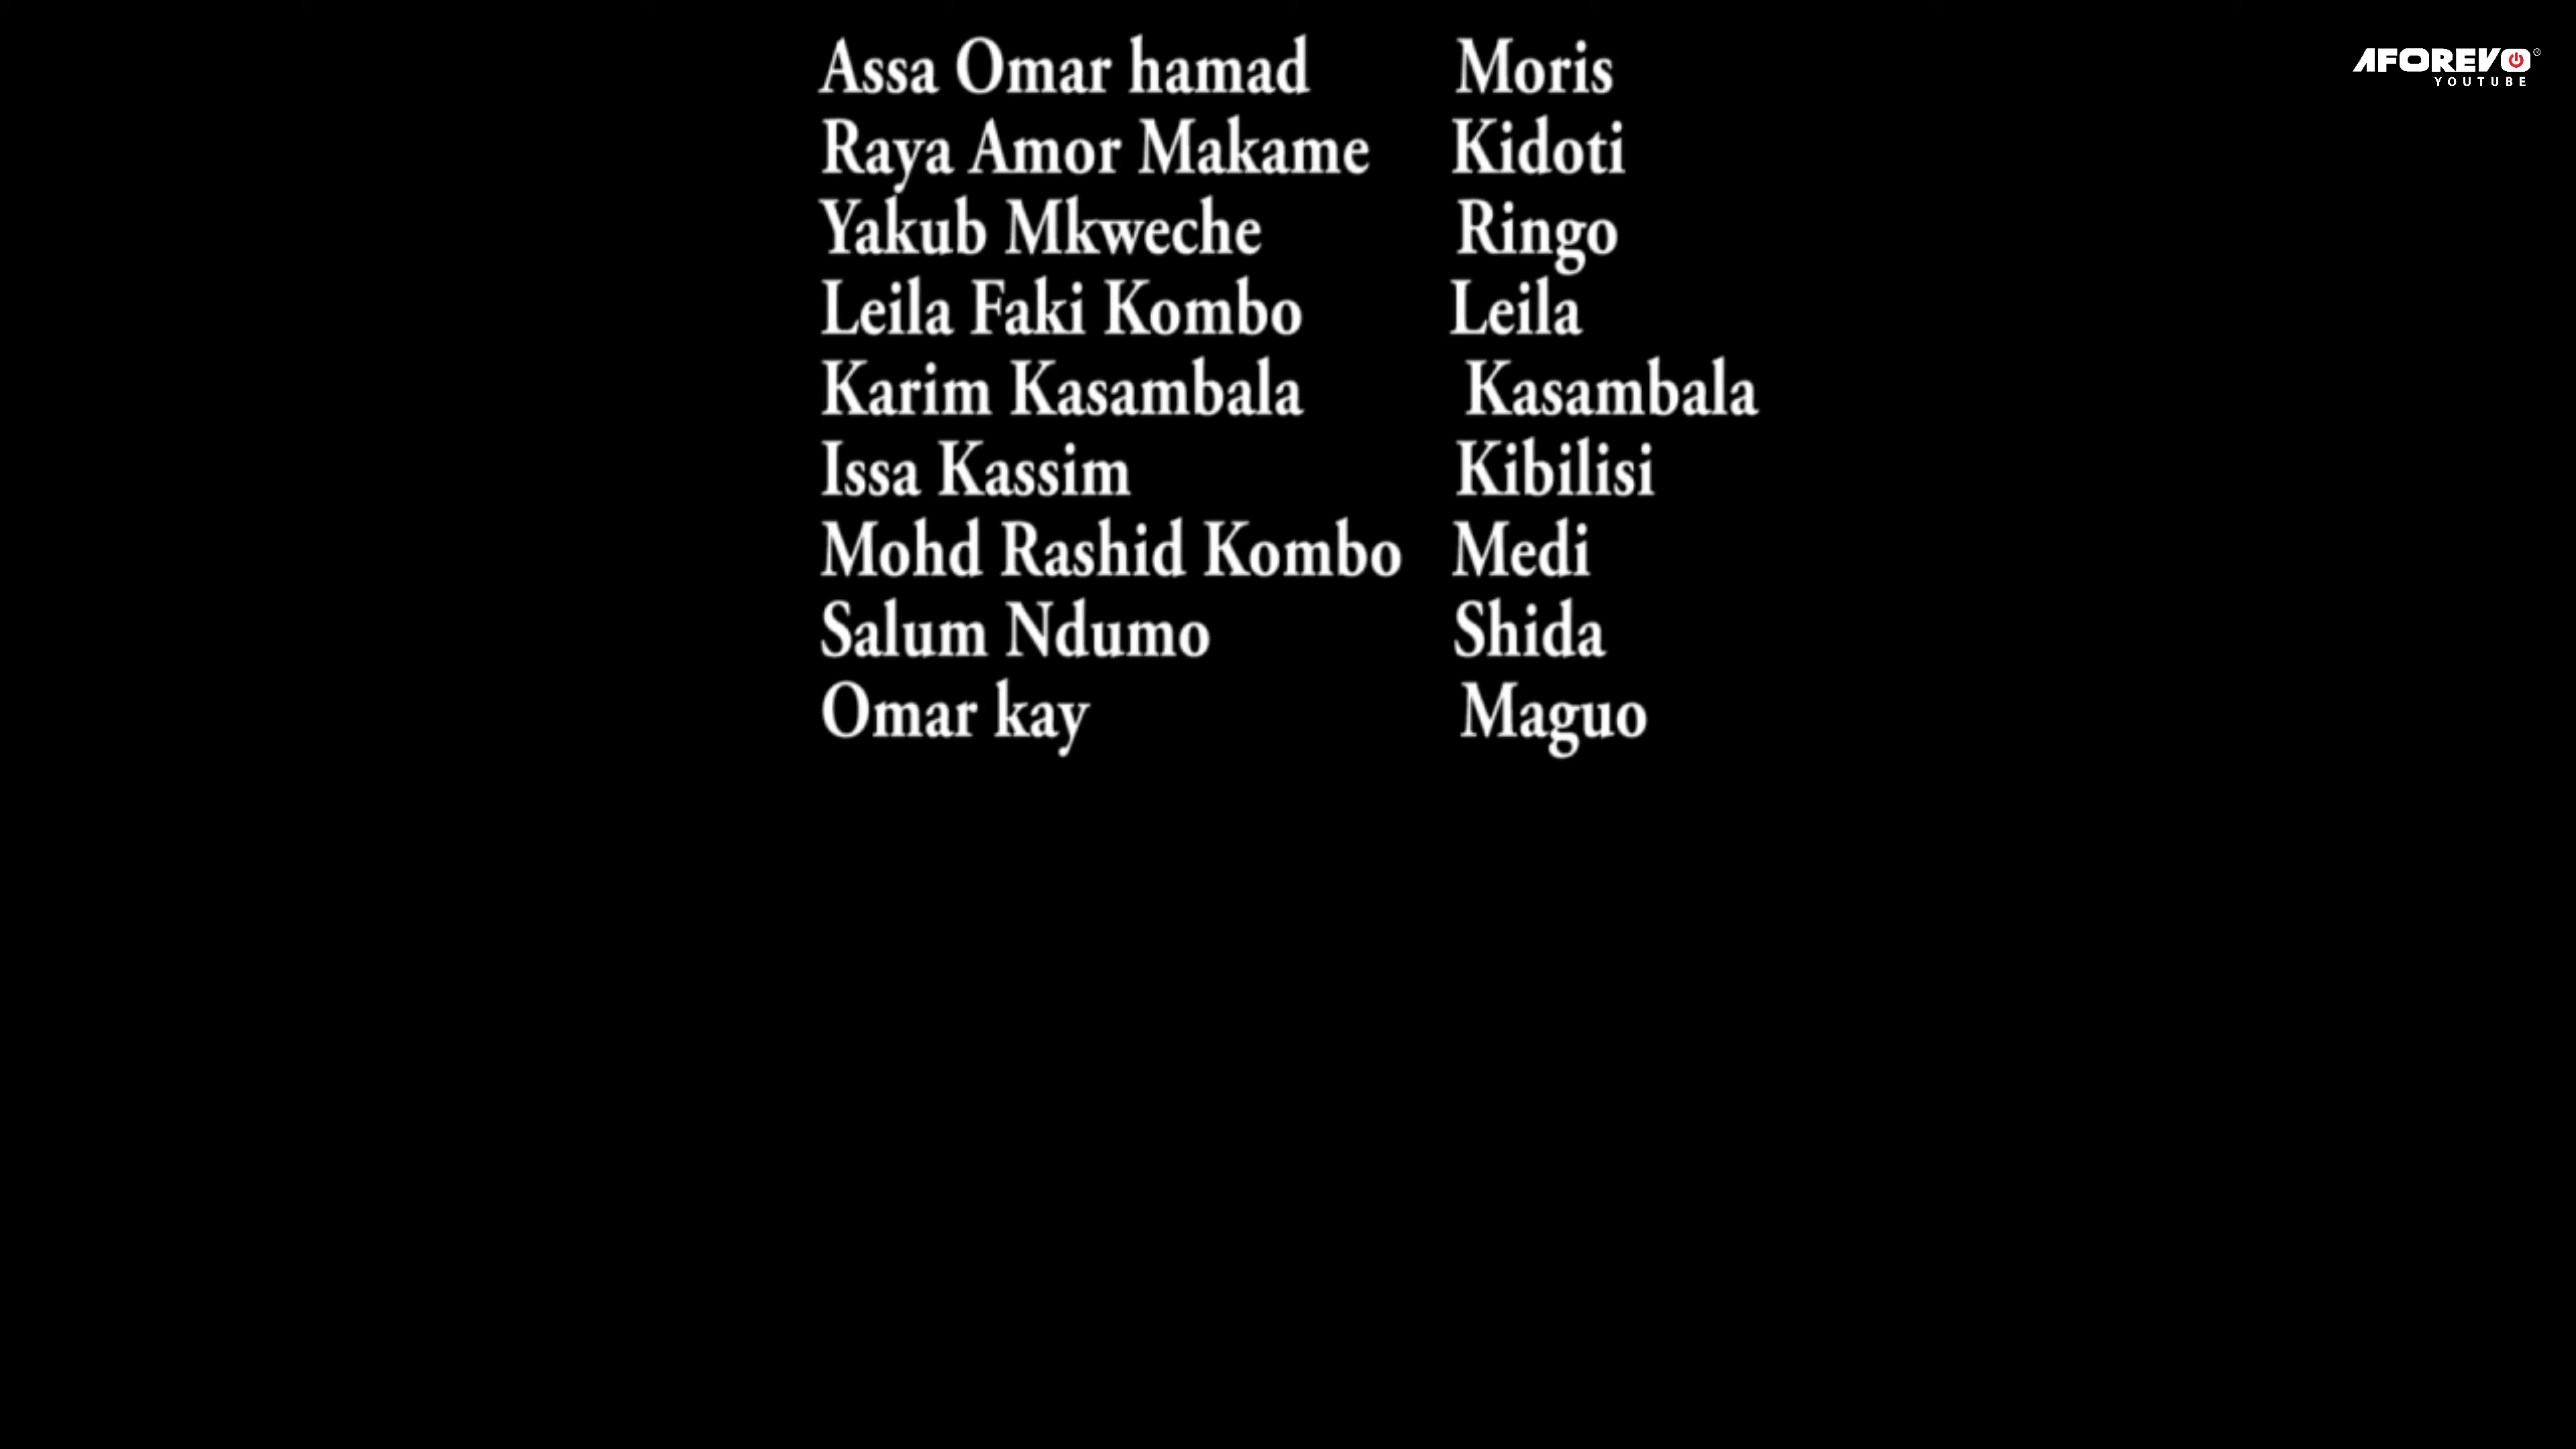 Assa Omar hamad Moris
Raya Amor Makame Kidoti
Yakub Mkweche Ringo
Leila Faki Kombo Leila
Karim Kasambala Kasambala
Issa Kassim Kibilisi
Mohd Rashid Kombo Medi
Salum Ndumo Shida
Omar kay Maguo
AFOREVO
YOUTUBE